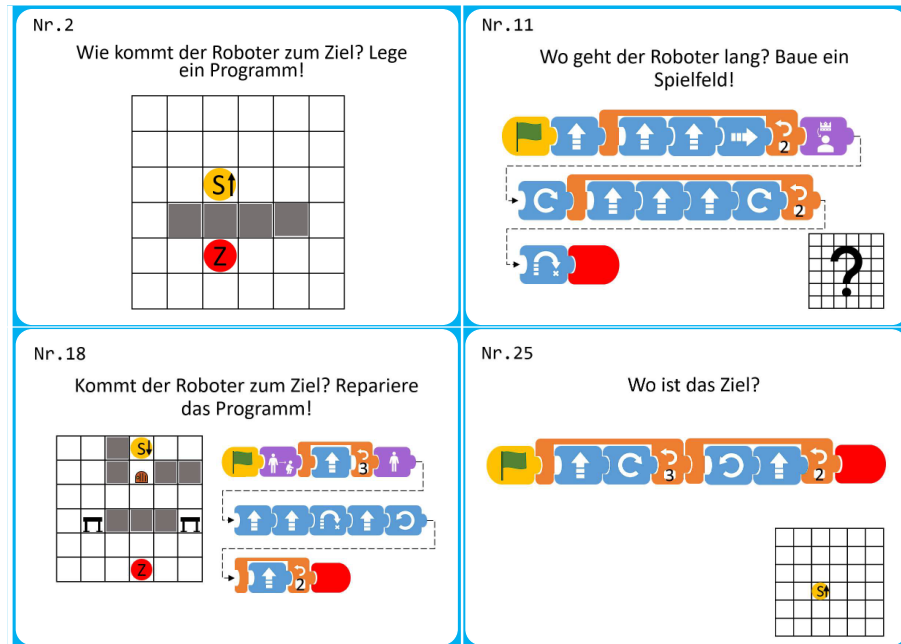 Nr.2
Wie kommt der Roboter zum Ziel? Lege
ein Programm!
S
Z
Nr.11
Wo geht der Roboter lang? Baue ein
Spielfeld!
2
2
x
?
Nr.18
Kommt der Roboter zum Ziel? Repariere
das Programm!
S
Z
3
2
Nr.25
Wo ist das Ziel?
3
2
S